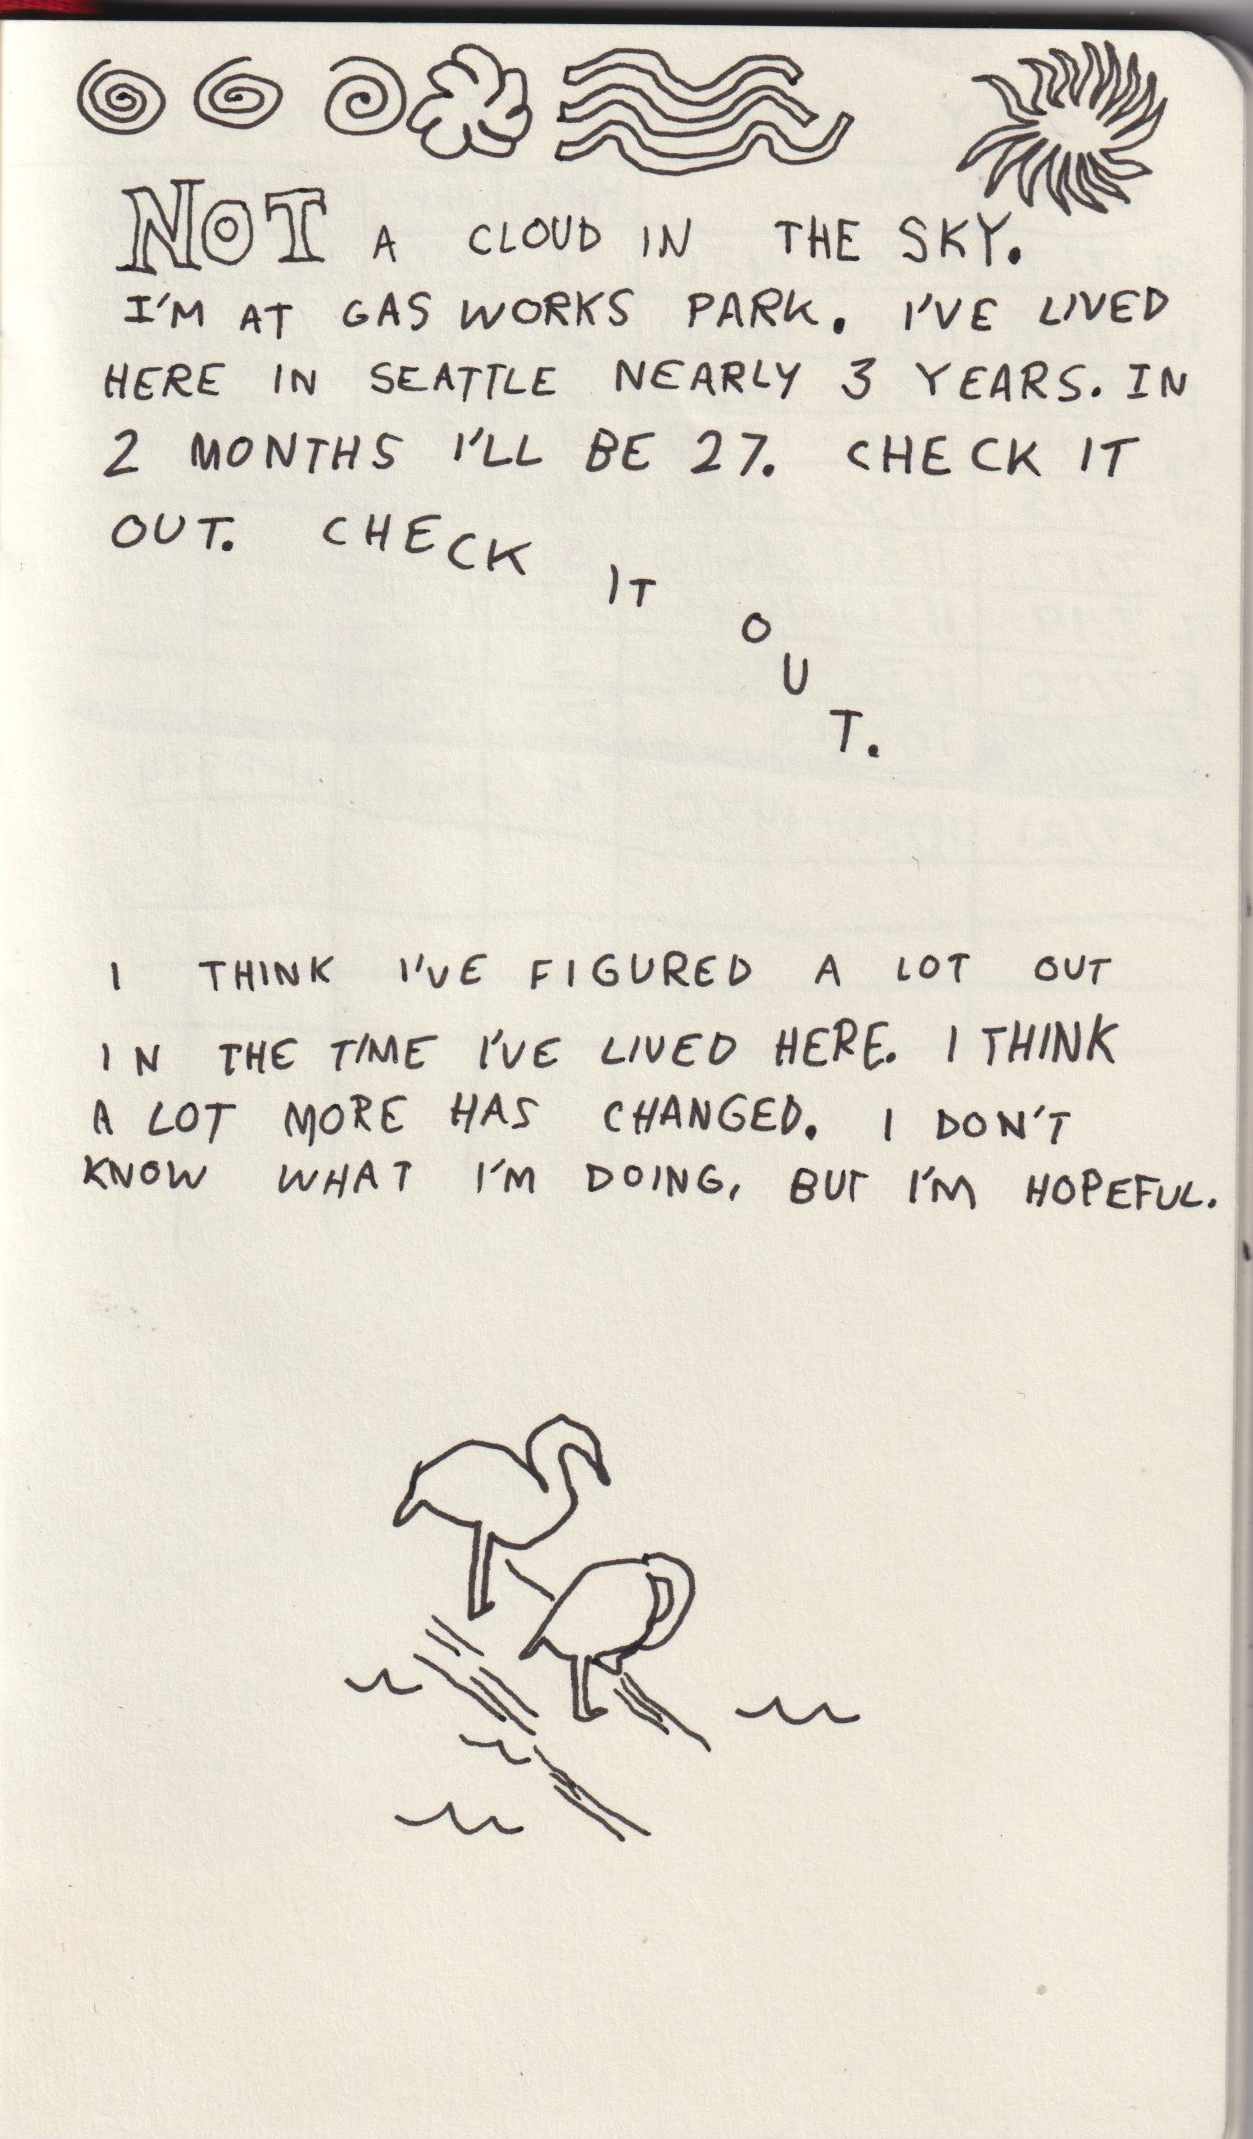 NOT A CLOUD IN THE SKY.
I'M AT GAS WORKS PARK. I'VE LIVED
HERE IN SEATTLE NEARLY 3 YEARS. IN
2 MONTHS I'LL BE 27. CHECK IT
OUT. CHECK
IT
O
U
T.
I THINK I'VE FIGURED A LOT OUT
IN THE TIME I'VE LIVED HERE. I THINK
A LOT MORE HAS CHANGED. I DON'T
KNOW WHAT I'M DOING, BUT I'M HOPEFUL.